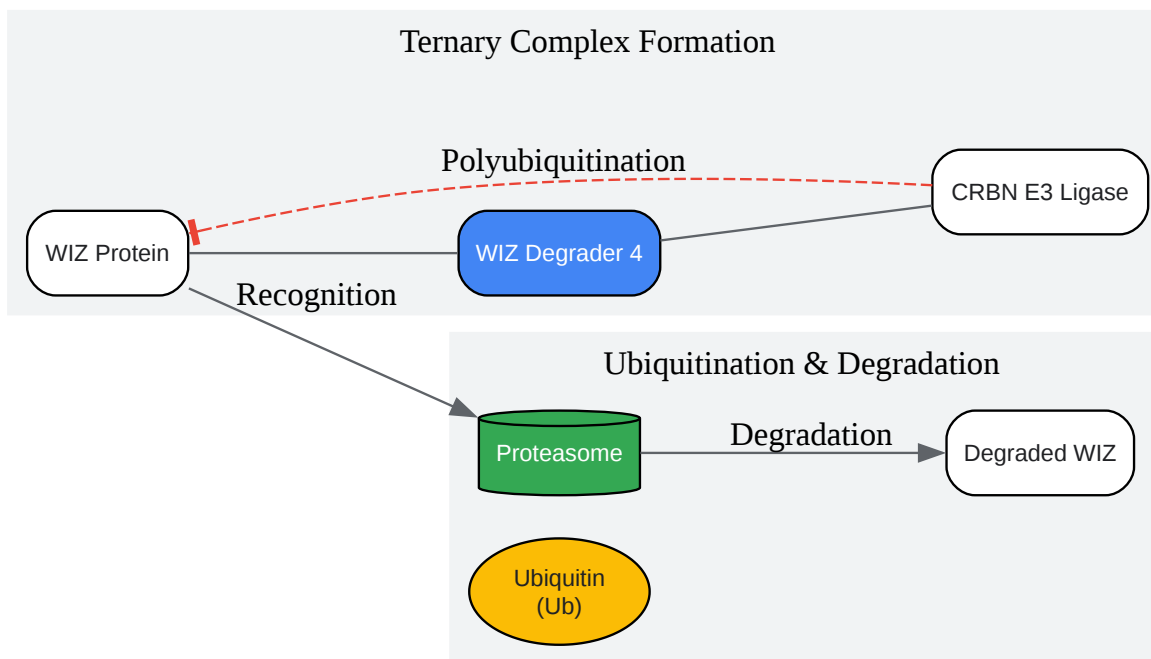 Ternary Complex Formation
Polyubiquitination
CRBN E3 Ligase
WIZ Protein
WIZ Degrader 4
Recognition
Ubiquitination & Degradation
Degradation
Proteasome
Degraded WIZ
Ubiquitin
(Ub)